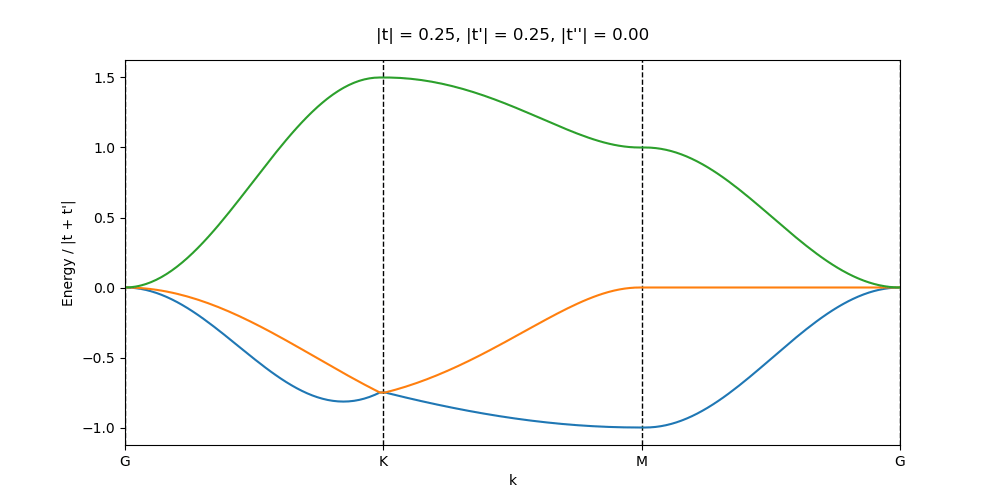 |t| = 0.25, |t'| = 0.25, |t''| = 0.00
Energy / |t + t'|
1.5
1.0
0.5
0.0
−0.5
−1.0
G K M G
k